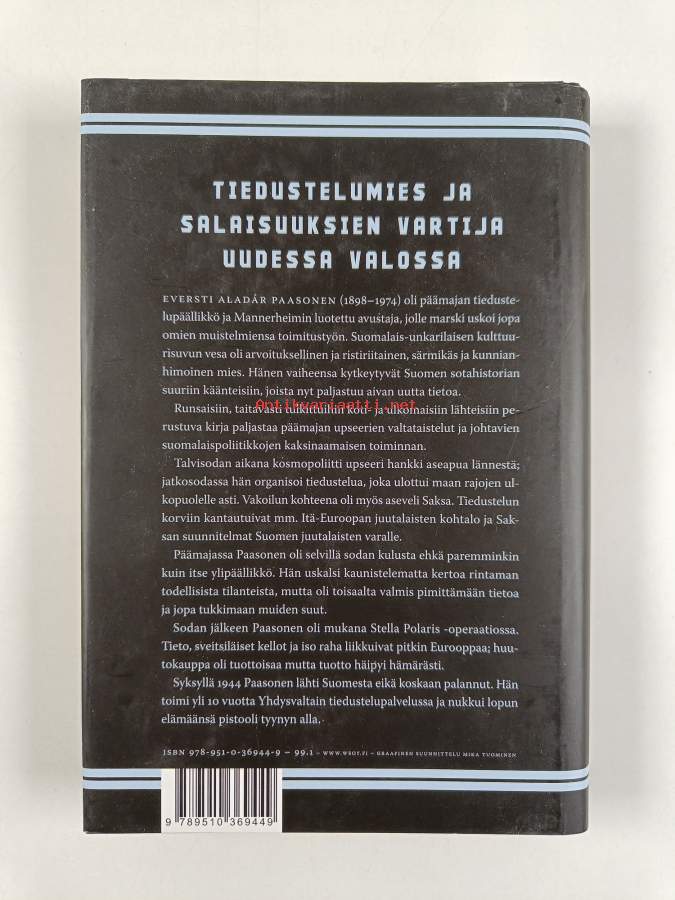 TIEDUSTELUMIES JA
SALAISUUKSIEN VARTIJA
UUDESSA VALOSSA
EVERSTI ALADÁR PAASONEN (1898–1974) oli päämajan tieduste-
lupäällikkö ja Mannerheimin luotettu avustaja, jolle marski uskoi jopa
omien muistelmiensa toimitustyön. Suomalais-unkarilaisen kulttuu-
risuvun vesa oli arvoituksellinen ja ristiriitainen, särmikäs ja kunnian-
himoinen mies. Hänen vaiheensa kytkeytyvät Suomen sotahistorian
suuriin käänteisiin, joista nyt paljastuu aivan uutta tietoa.
Antikvariaatti.net
Runsaisiin, taitavasti tulkittuihin koti- ja ulkomaisiin lähteisiin pe-
rustuva kirja paljastaa päämajan upseerien valtataistelut ja johtavien
suomalaispoliitikkojen kaksinaamaisen toiminnan.
Talvisodan aikana kosmopoliitti upseeri hankki aseapua lännestä;
jatkosodassa hän organisoi tiedustelua, joka ulottui maan rajojen ul-
kopuolelle asti. Vakoilun kohteena oli myös aseveli Saksa. Tiedustelun
korviin kantautuivat mm. Itä-Euroopan juutalaisten kohtalo ja Sak-
san suunnitelmat Suomen juutalaisten varalle.
Päämajassa Paasonen oli selvillä sodan kulusta ehkä paremminkin
kuin itse ylipäällikkö. Hän uskalsi kaunistelematta kertoa rintaman
todellisista tilanteista, mutta oli toisaalta valmis pimittämään tietoa
ja jopa tukkimaan muiden suut.
Sodan jälkeen Paasonen oli mukana Stella Polaris -operaatiossa.
Tieto, sveitsiläiset kellot ja iso raha liikkuivat pitkin Eurooppaa; huu-
tokauppa oli tuottoisaa mutta tuotto häipyi hämärästi.
Syksyllä 1944 Paasonen lähti Suomesta eikä koskaan palannut. Hän
toimi yli 10 vuotta Yhdysvaltain tiedustelupalvelussa ja nukkui lopun
elämäänsä pistooli tyynyn alla.
ISBN 978-951-0-36944-9 – 99.1 – WWW.WSOY.FI – GRAAFINEN SUUNNITTELU MIKA TUOMINEN
9 789510 369449